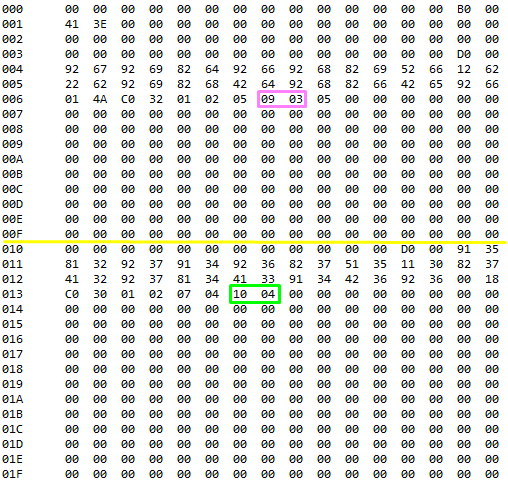 000 00 00 00 00 00 00 00 00 00 00 00 00 00 00 B0 00
001 41 3E 00 00 00 00 00 00 00 00 00 00 00 00 00 00
002 00 00 00 00 00 00 00 00 00 00 00 00 00 00 00 00
003 00 00 00 00 00 00 00 00 00 00 00 00 00 00 D0 00
004 92 67 92 69 82 64 92 66 92 68 82 69 52 66 12 62
005 22 62 92 69 82 68 42 64 92 68 82 66 42 65 92 66
006 01 4A C0 32 01 02 05 09 03 05 00 00 00 00 00 00
007 00 00 00 00 00 00 00 00 00 00 00 00 00 00 00 00
008 00 00 00 00 00 00 00 00 00 00 00 00 00 00 00 00
009 00 00 00 00 00 00 00 00 00 00 00 00 00 00 00 00
00A 00 00 00 00 00 00 00 00 00 00 00 00 00 00 00 00
00B 00 00 00 00 00 00 00 00 00 00 00 00 00 00 00 00
00C 00 00 00 00 00 00 00 00 00 00 00 00 00 00 00 00
00D 00 00 00 00 00 00 00 00 00 00 00 00 00 00 00 00
00E 00 00 00 00 00 00 00 00 00 00 00 00 00 00 00 00
00F 00 00 00 00 00 00 00 00 00 00 00 00 00 00 00 00
010 00 00 00 00 00 00 00 00 00 00 00 00 D0 00 91 35
011 81 32 92 37 91 34 92 36 82 37 51 35 11 30 82 37
012 41 32 92 37 81 34 41 33 91 34 42 36 92 36 00 18
013 C0 30 01 02 07 04 10 04 00 00 00 00 00 00 00 00
014 00 00 00 00 00 00 00 00 00 00 00 00 00 00 00 00
015 00 00 00 00 00 00 00 00 00 00 00 00 00 00 00 00
016 00 00 00 00 00 00 00 00 00 00 00 00 00 00 00 00
017 00 00 00 00 00 00 00 00 00 00 00 00 00 00 00 00
018 00 00 00 00 00 00 00 00 00 00 00 00 00 00 00 00
019 00 00 00 00 00 00 00 00 00 00 00 00 00 00 00 00
01A 00 00 00 00 00 00 00 00 00 00 00 00 00 00 00 00
01B 00 00 00 00 00 00 00 00 00 00 00 00 00 00 00 00
01C 00 00 00 00 00 00 00 00 00 00 00 00 00 00 00 00
01D 00 00 00 00 00 00 00 00 00 00 00 00 00 00 00 00
01E 00 00 00 00 00 00 00 00 00 00 00 00 00 00 00 00
01F 00 00 00 00 00 00 00 00 00 00 00 00 00 00 00 00